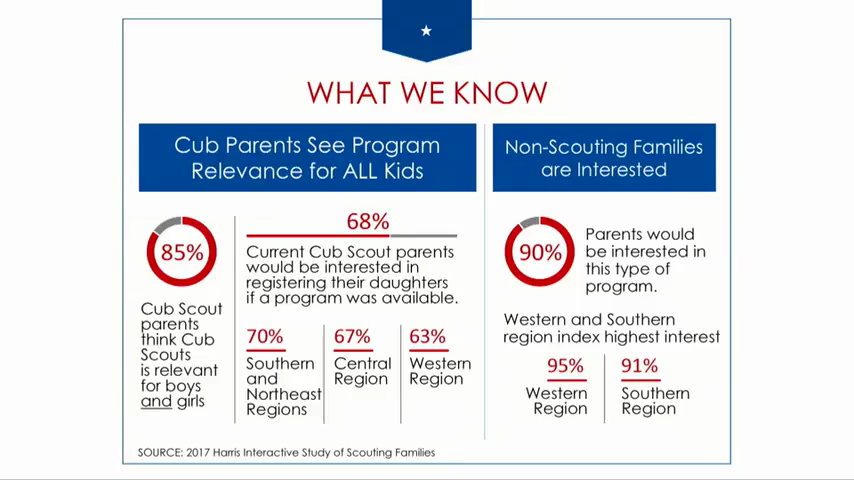 WHAT WE KNOW
Cub Parents See Program
Relevance for ALL Kids
85%
Cub Scout
parents
think Cub
Scouts
is relevant
for boys
and girls
68%
Current Cub Scout parents
would be interested in
registering their daughters
if a program was available.
70%
Southern
and
Northeast
Regions
67%
Central
Region
63%
Western
Region
Non-Scouting Families
are Interested
90%
Parents would
be interested in
this type of
program.
Western and Southern
region index highest interest
95%
Western
Region
91%
Southern
Region
SOURCE: 2017 Harris Interactive Study of Scouting Families